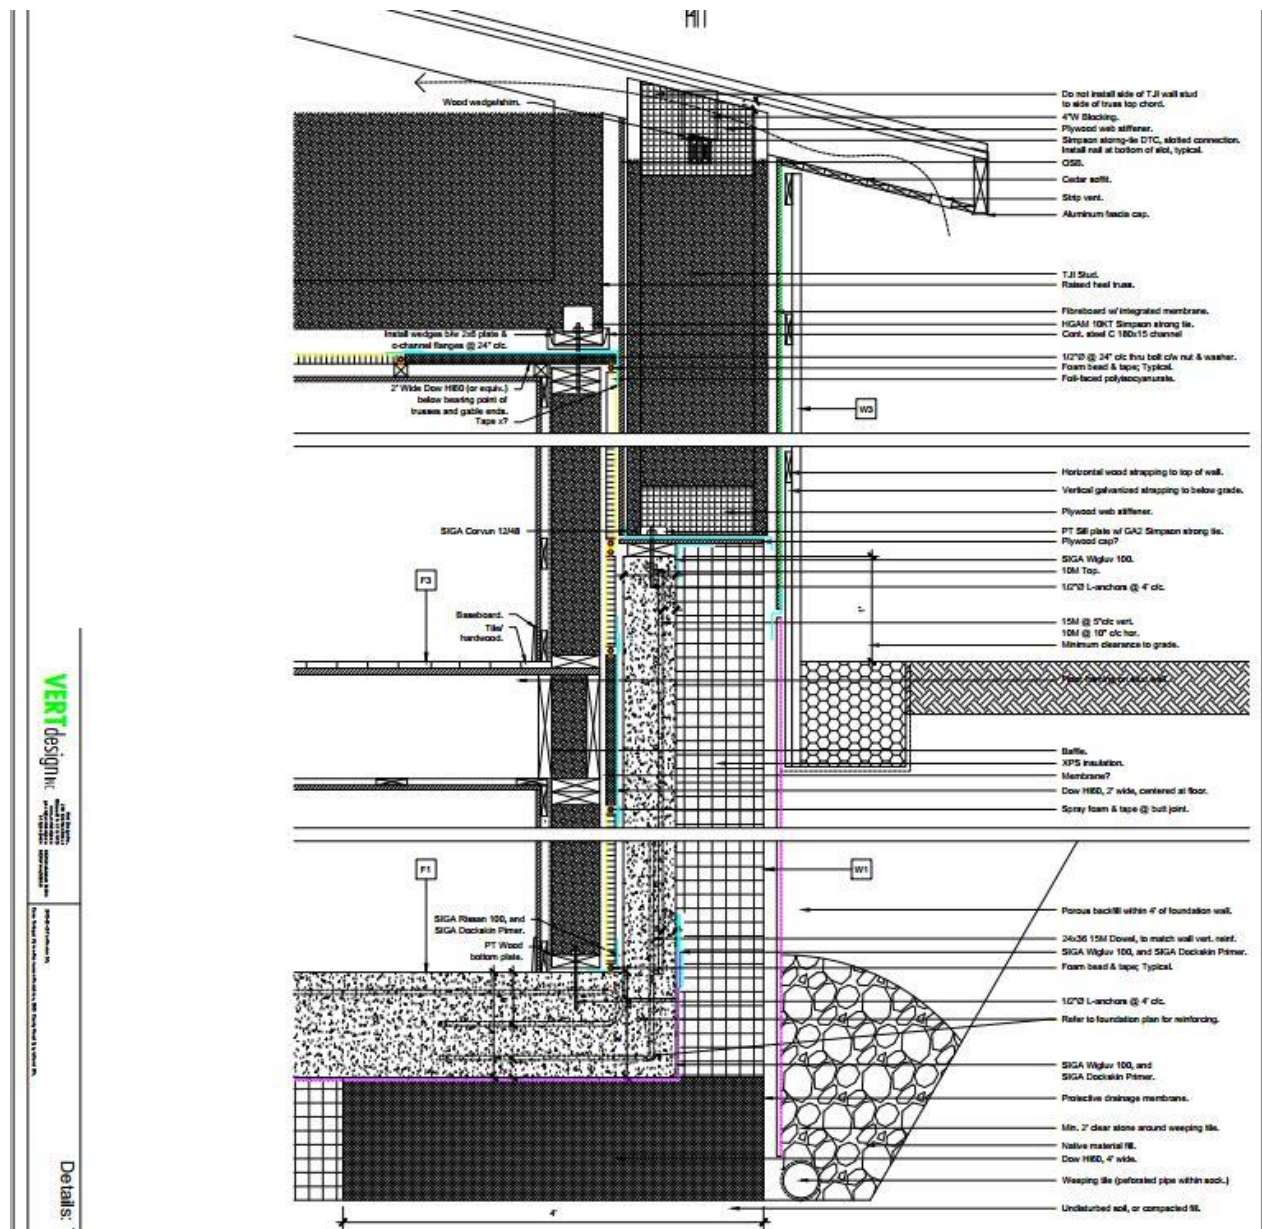 Do not install side of TJI wall stud
to side of truss top chord.
Wood wedge/shim.
4"W Blocking.
Plywood web stiffener.
Simpson storng-tie DTC, slotted connection.
Install nail at bottom of slot, typical.
OSB.
Cedar soffit.
Strip vent.
Aluminum fascia cap.
TJI Stud.
Raised heel truss.
Fibreboard w/ integrated membrane.
HGAM 10KT Simpson strong tie.
Cont. steel C 180x15 channel
Install wedges btw 2x6 plate &
c-channel flanges @ 24" c/c.
1/2"Ø @ 24" c/c thru bolt c/w nut & washer.
Foam bead & tape; Typical.
Foil-faced polyisocyanurate.
2' Wide Dow HI60 (or equiv.)
below bearing point of
trusses and gable ends.
Tape x?
W3
Horizontal wood strapping to top of wall.
Vertical galvanized strapping to below grade.
Plywood web stiffener.
SIGA Corvun 12/48
PT Sill plate w/ GA2 Simpson strong tie.
Plywood cap?
SIGA Wigluv 100.
10M Top.
1/2"Ø L-anchors @ 4' c/c.
F3
Baseboard.
Tile/
hardwood.
1'
15M @ 5"c/c vert.
10M @ 10" c/c hor.
Minimum clearance to grade.
Baffle.
XPS insulation.
Membrane?
Dow HI60, 2' wide, centered at floor.
Spray foam & tape @ butt joint.
F1
W1
SIGA Rissan 100, and
SIGA Dockskin Pimer.
PT Wood
bottom plate.
Porous backfill within 4' of foundation wall.
24x36 15M Dowel, to match wall vert. reinf.
SIGA Wigluv 100, and SIGA Dockskin Primer.
Foam bead & tape; Typical.
1/2"Ø L-anchors @ 4' c/c.
Refer to foundation plan for reinforcing.
SIGA Wigluv 100, and
SIGA Dockskin Primer.
Protective drainage membrane.
Min. 2' clear stone around weeping tile.
Native material fill.
Dow HI60, 4' wide.
Weeping tile (peforated pipe within sock.)
Undisturbed soil, or compacted fill.
4'
VERTdesign INC.
Details: